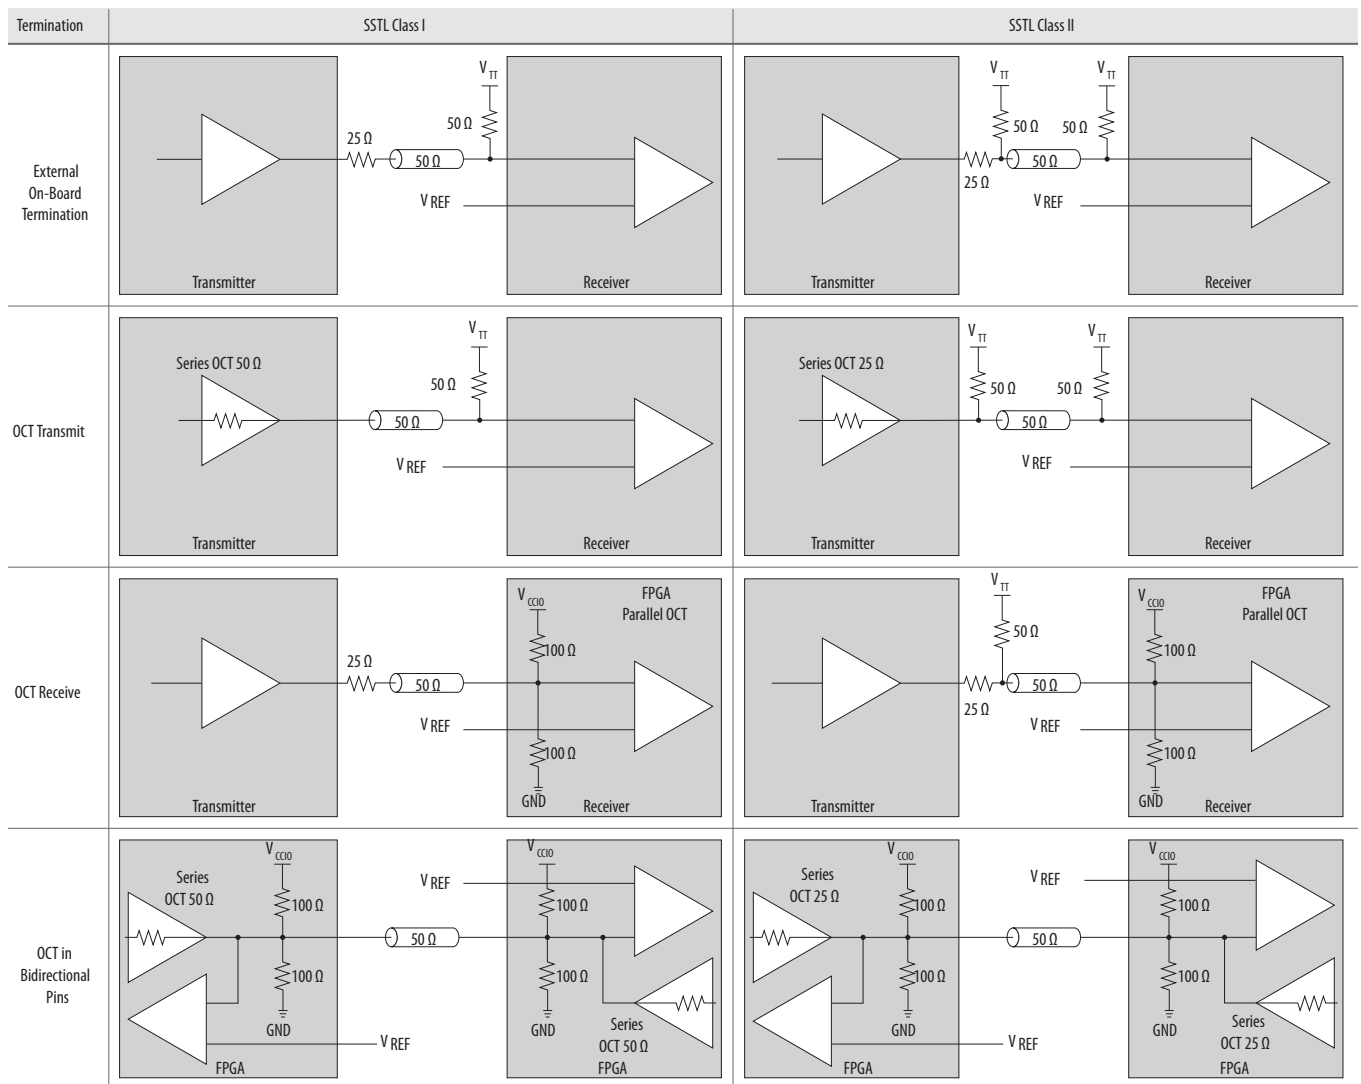 Termination
SSTL Class I
SSTL Class II
External
On-Board
Termination
V TT
50 Ω
25 Ω
50 Ω
V REF
Transmitter
Receiver
V TT
V TT
50 Ω
50 Ω
50 Ω
25 Ω
V REF
Transmitter
Receiver
OCT Transmit
Series OCT 50 Ω
V TT
50 Ω
50 Ω
V REF
Transmitter
Receiver
Series OCT 25 Ω
V TT
V TT
50 Ω
50 Ω
50 Ω
V REF
Transmitter
Receiver
OCT Receive
25 Ω
50 Ω
V REF
V CCIO
FPGA
Parallel OCT
100 Ω
100 Ω
GND
Transmitter
Receiver
V TT
50 Ω
50 Ω
25 Ω
V REF
V CCIO
FPGA
Parallel OCT
100 Ω
100 Ω
GND
Transmitter
Receiver
OCT in
Bidirectional
Pins
Series
OCT 50 Ω
V CCIO
100 Ω
100 Ω
GND
V REF
FPGA
50 Ω
V REF
V CCIO
100 Ω
100 Ω
GND
Series
OCT 50 Ω
FPGA
Series
OCT 25 Ω
V CCIO
100 Ω
100 Ω
GND
V REF
FPGA
50 Ω
V REF
V CCIO
100 Ω
100 Ω
GND
Series
OCT 25 Ω
FPGA